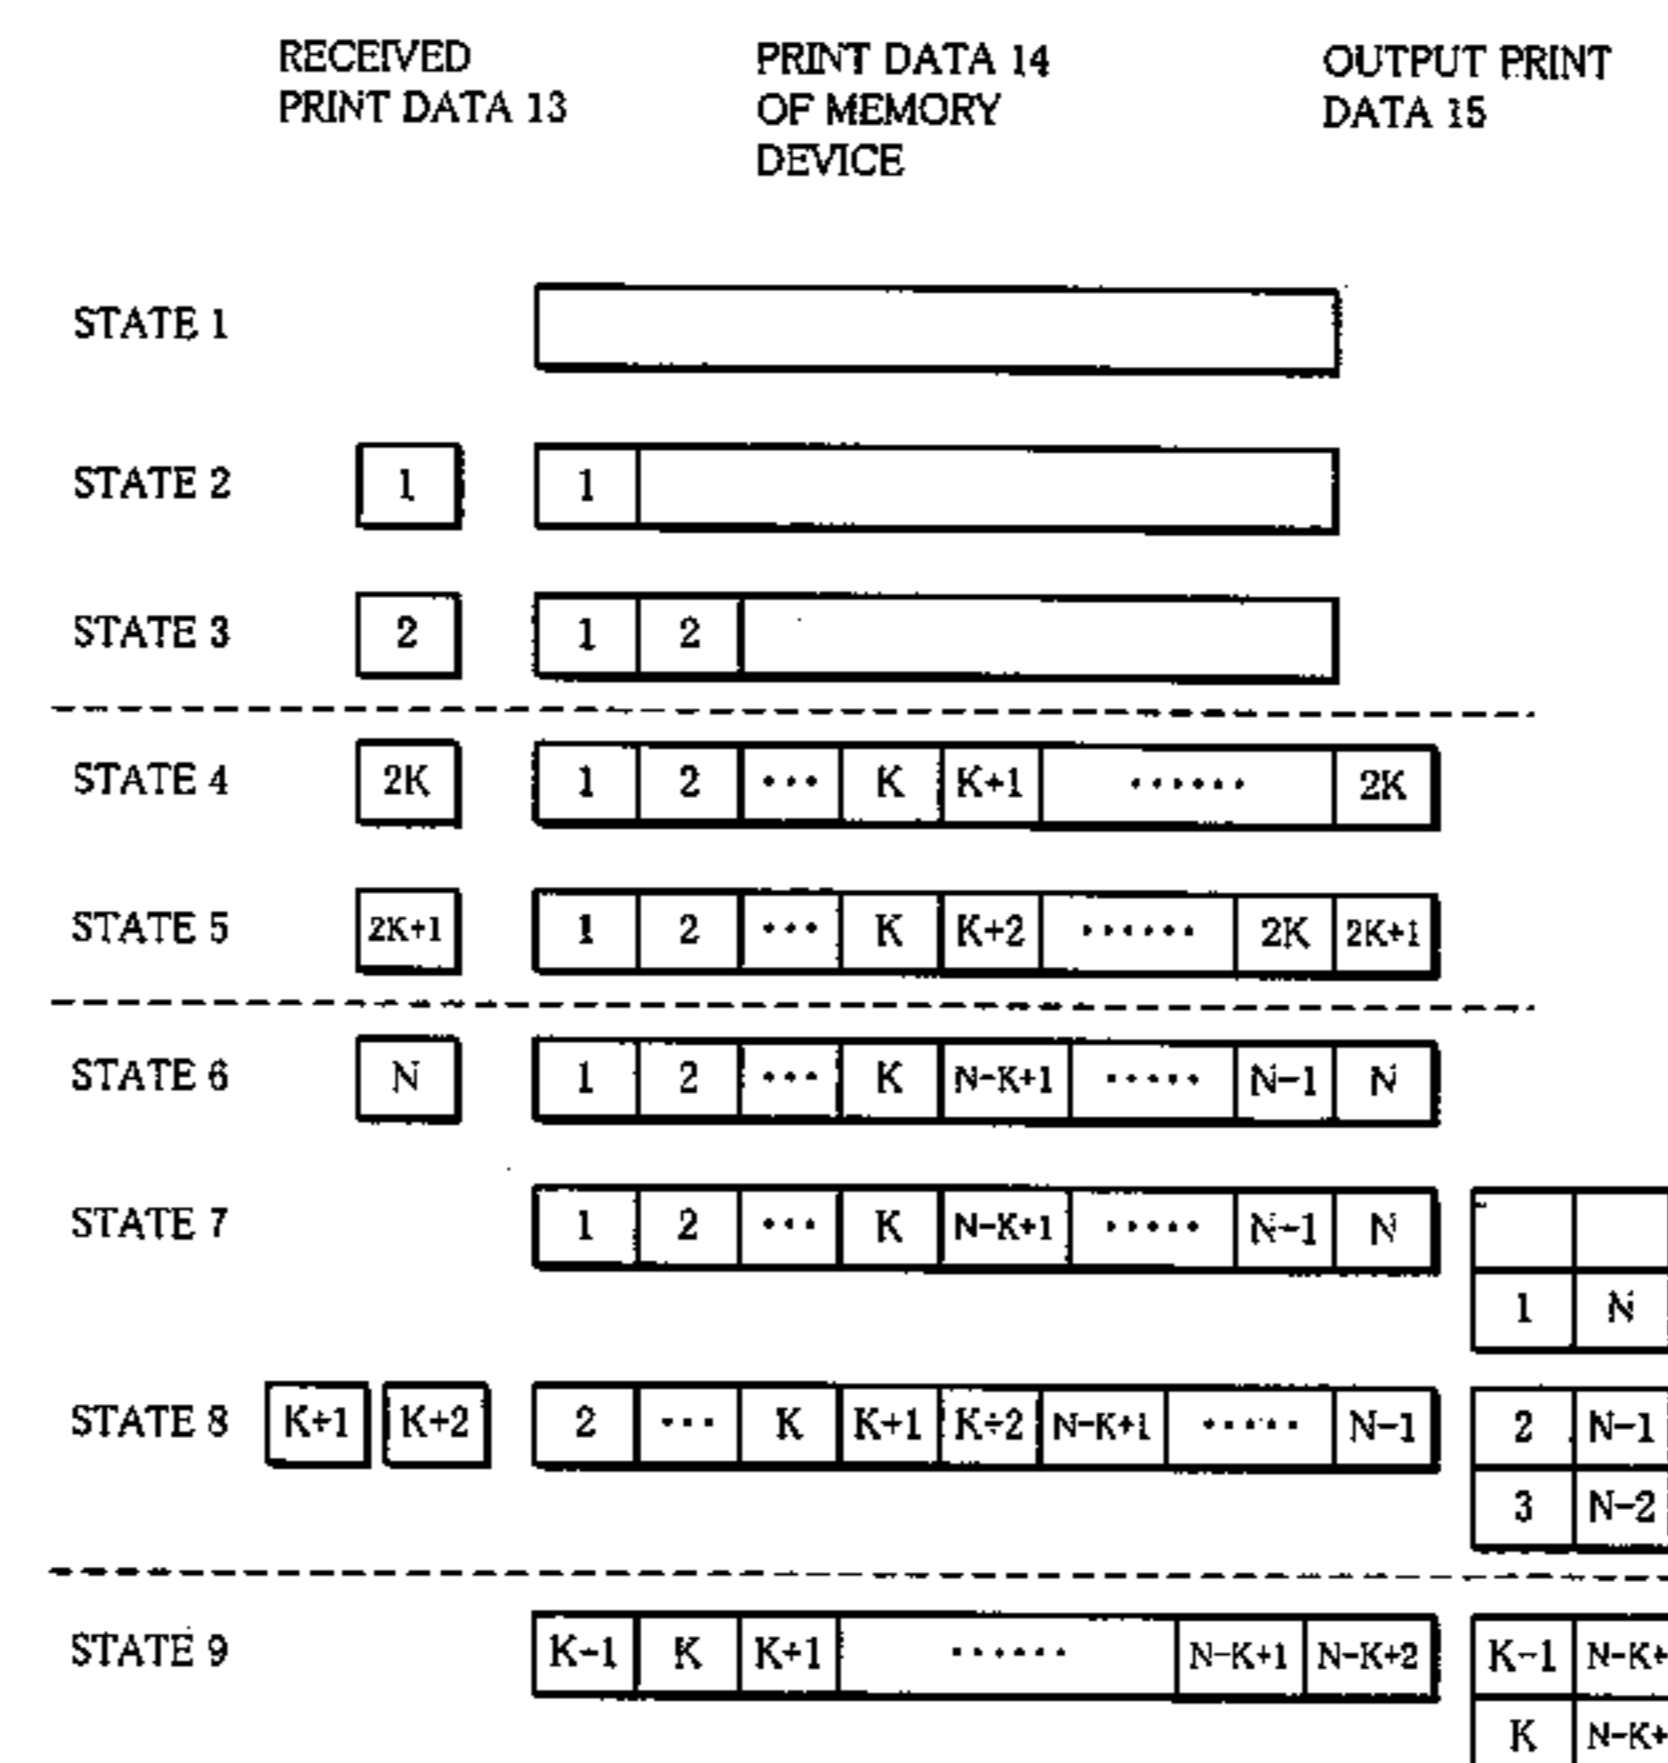 RECEIVED
PRINT DATA 13
PRINT DATA 14
OF MEMORY
DEVICE
OUTPUT PRINT
DATA 15
STATE 1
STATE 2 1 1
STATE 3 2 1 2
STATE 4 2K 1 2 ... K K+1 ...... 2K
STATE 5 2K+1 1 2 ... K K+2 ...... 2K 2K+1
STATE 6 N 1 2 ... K N-K+1 ..... N-1 N
STATE 7 1 2 ... K N-K+1 ..... N-1 N
1 N
STATE 8 K+1 K+2 2 ... K K+1 K+2 N-K+1 ..... N-1 2 N-1
3 N-2
STATE 9 K-1 K K+1 ...... N-K+1 N-K+2 K-1 N-K+
K N-K+